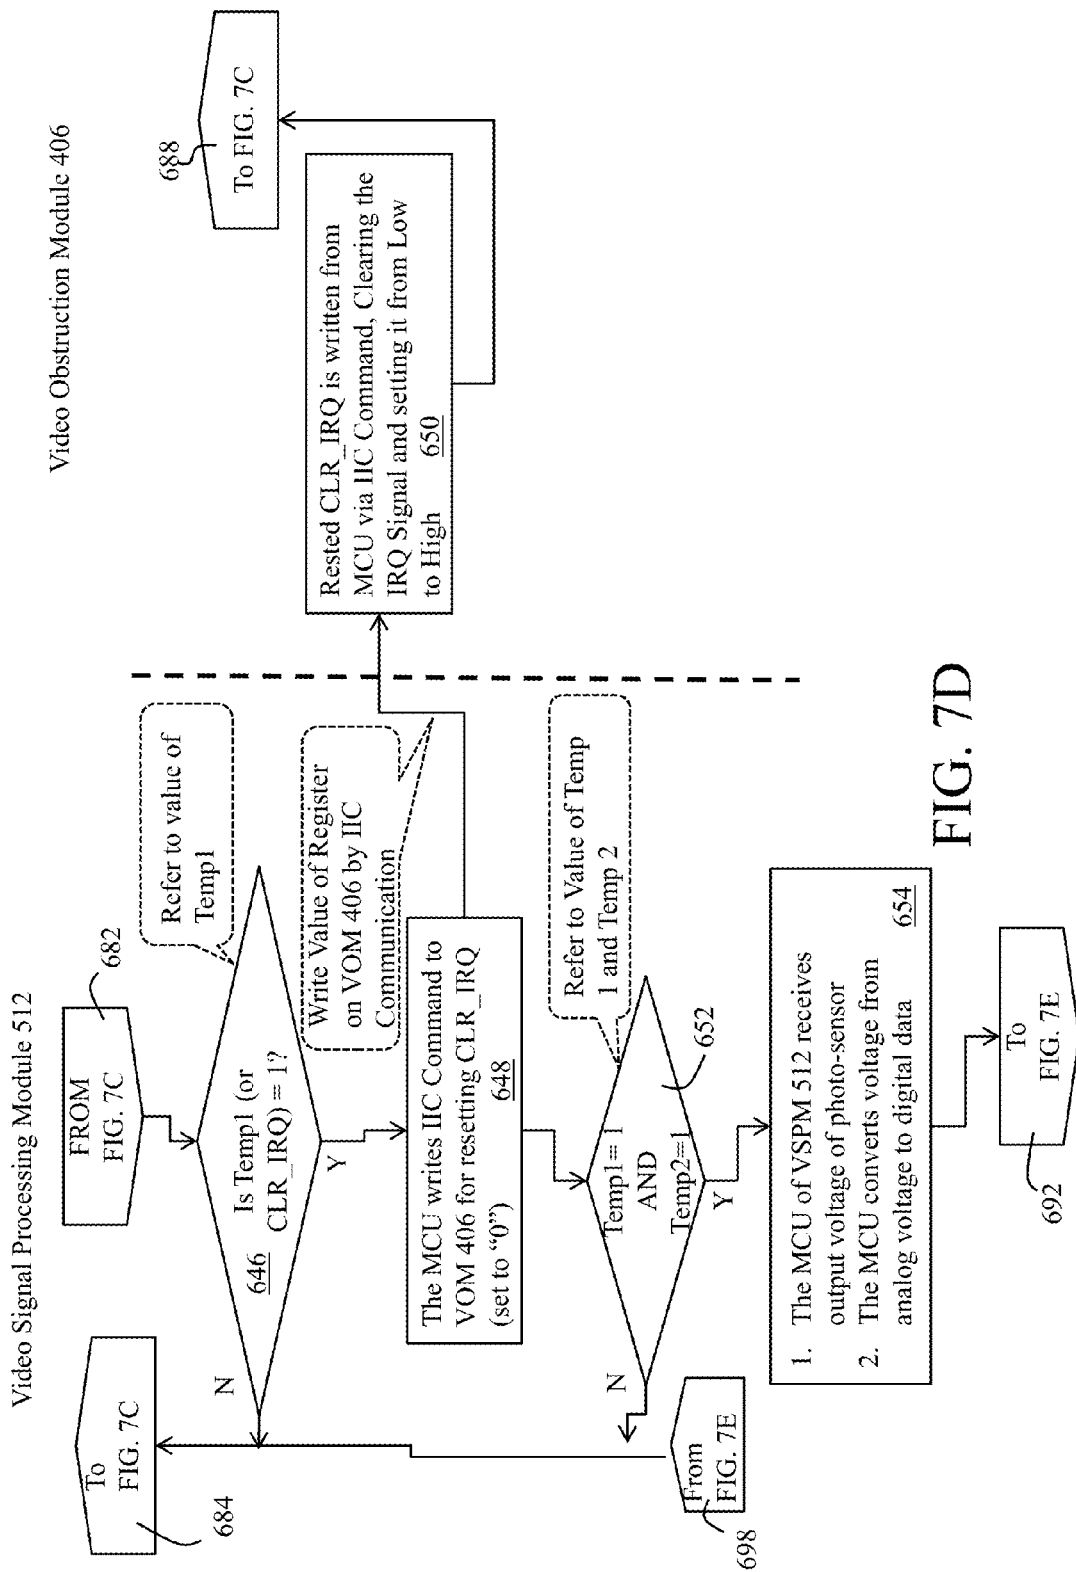 Video Signal Processing Module 512
Video Obstruction Module 406
To
FIG. 7C
684
FROM
FIG. 7C
682
Refer to value of
Temp1
688
To FIG. 7C
Is Temp1 (or
CLR_IRQ) = 1?
646
N
Y
Write Value of Register
on VOM 406 by IIC
Communication
Rested CLR_IRQ is written from
MCU via IIC Command, Clearing the
IRQ Signal and setting it from Low
to High
650
The MCU writes IIC Command to
VOM 406 for resetting CLR_IRQ
(set to “0”)
648
Refer to Value of Temp
1 and Temp 2
Temp1= 1
AND
Temp2=1
652
N
Y
From
FIG. 7E
698
1. The MCU of VSPM 512 receives
output voltage of photo-sensor
2. The MCU converts voltage from
analog voltage to digital data
654
To
FIG. 7E
692
FIG. 7D